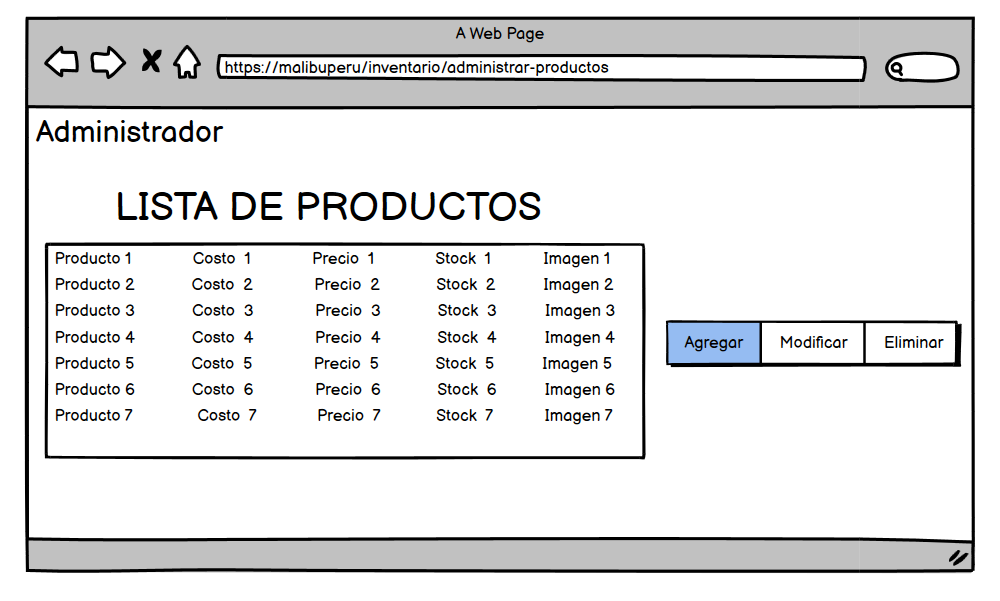 A Web Page
https://malibuperu/inventario/administrar-productos
Administrador
LISTA DE PRODUCTOS
Producto 1 Costo 1 Precio 1 Stock 1 Imagen 1
Producto 2 Costo 2 Precio 2 Stock 2 Imagen 2
Producto 3 Costo 3 Precio 3 Stock 3 Imagen 3
Producto 4 Costo 4 Precio 4 Stock 4 Imagen 4
Producto 5 Costo 5 Precio 5 Stock 5 Imagen 5
Producto 6 Costo 6 Precio 6 Stock 6 Imagen 6
Producto 7 Costo 7 Precio 7 Stock 7 Imagen 7
Agregar Modificar Eliminar